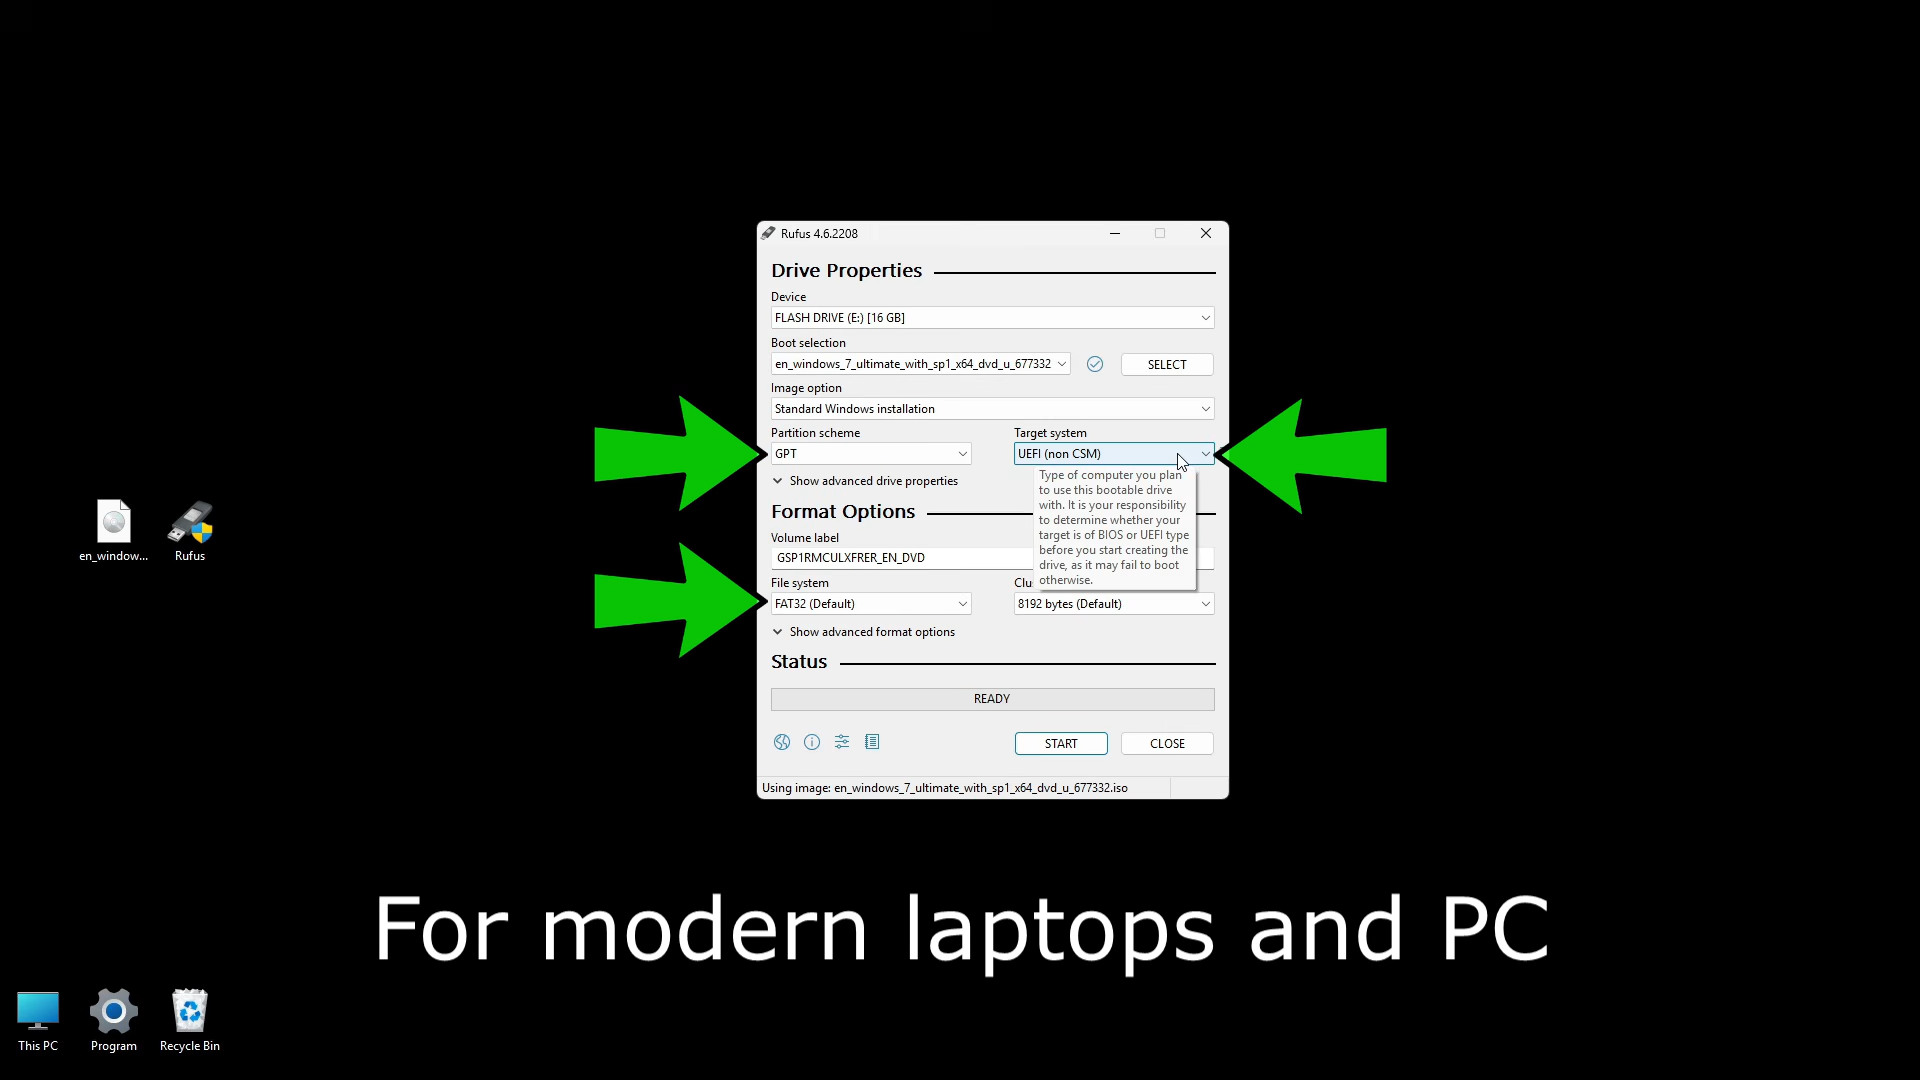 Rufus 4.6.2208
Drive Properties
Device
FLASH DRIVE (E:) [16 GB]
Boot selection
en_windows_7_ultimate_with_sp1_x64_dvd_u_677332
SELECT
Image option
Standard Windows installation
Partition scheme
Target system
GPT
UEFI (non CSM)
Show advanced drive properties
Type of computer you plan
to use this bootable drive
with. It is your responsibility
to determine whether your
target is of BIOS or UEFI type
before you start creating the
drive, as it may fail to boot
otherwise.
Format Options
Volume label
GSP1RMCULXFRER_EN_DVD
File system
Clu
FAT32 (Default)
8192 bytes (Default)
Show advanced format options
Status
READY
START
CLOSE
Using image: en_windows_7_ultimate_with_sp1_x64_dvd_u_677332.iso
en_window...
Rufus
For modern laptops and PC
This PC
Program
Recycle Bin